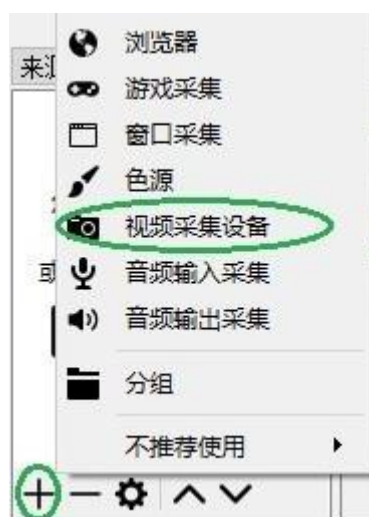 来
浏览器
游戏采集
窗口采集
色源
视频采集设备
或
音频输入采集
音频输出采集
分组
不推荐使用